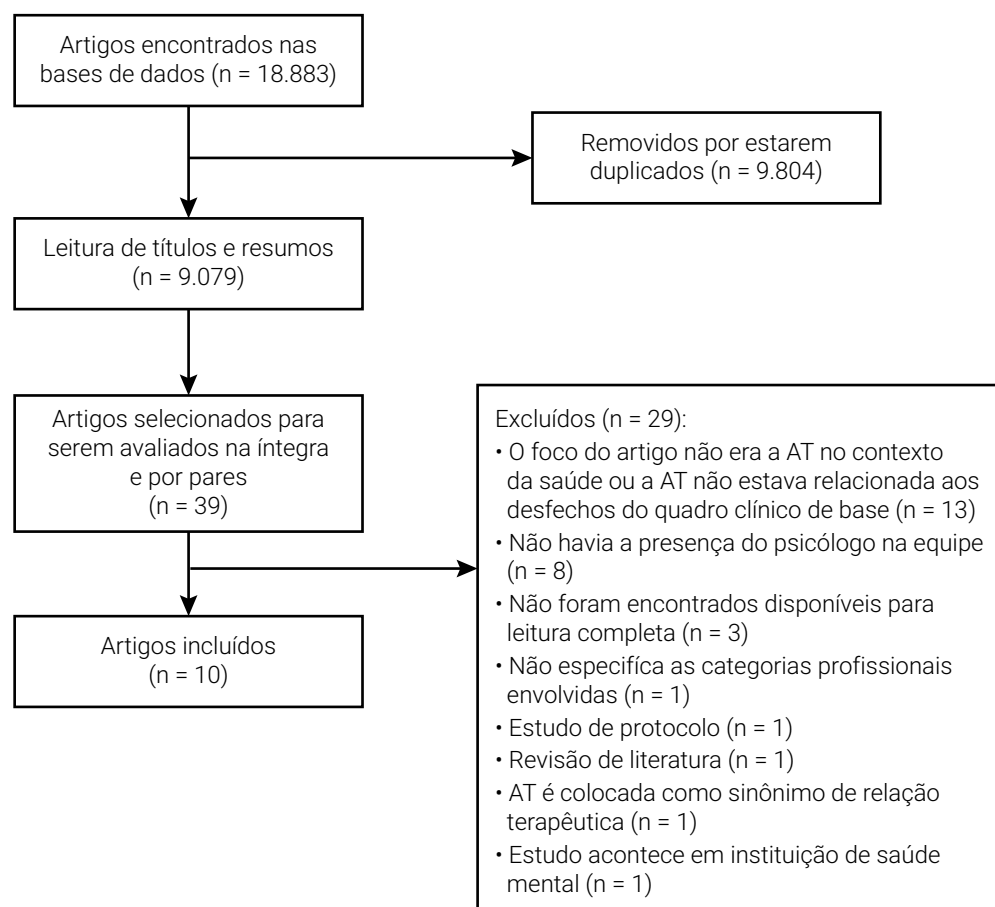 Artigos encontrados nas
bases de dados (n = 18.883)
Removidos por estarem
duplicados (n = 9.804)
Leitura de títulos e resumos
(n = 9.079)
Artigos selecionados para
serem avaliados na íntegra
e por pares
(n = 39)
Excluídos (n = 29):
• O foco do artigo não era a AT no contexto
da saúde ou a AT não estava relacionada aos
desfechos do quadro clínico de base (n = 13)
• Não havia a presença do psicólogo na equipe
(n = 8)
• Não foram encontrados disponíveis para
leitura completa (n = 3)
• Não especifíca as categorias profissionais
envolvidas (n = 1)
• Estudo de protocolo (n = 1)
• Revisão de literatura (n = 1)
• AT é colocada como sinônimo de relação
terapêutica (n = 1)
• Estudo acontece em instituição de saúde
mental (n = 1)
Artigos incluídos
(n = 10)